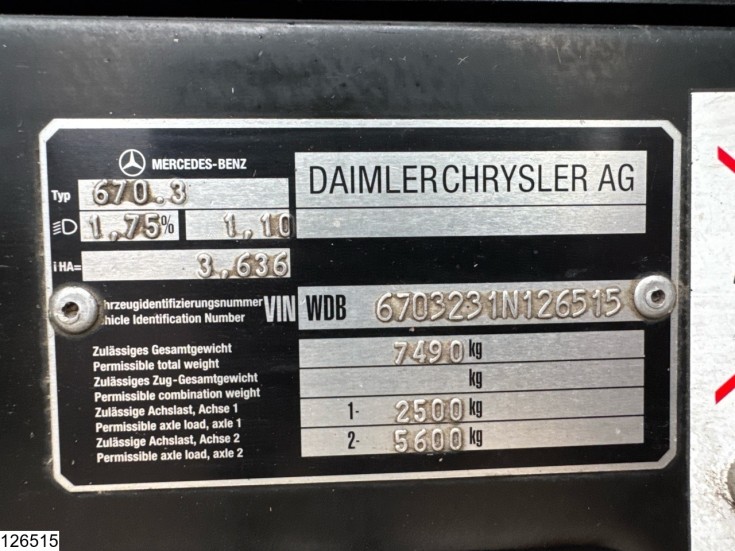 MERCEDES-BENZ
DAIMLERCHRYSLER AG
Typ 670.3
1,75% 1,10
i HA= 3,636
hrzeugidentifizierungsnummer
hicle Identification Number
VIN WDB 6703231N126515
Zulässiges Gesamtgewicht
Permissible total weight
7490 kg
Zulässiges Zug-Gesamtgewicht
Permissible combination weight
kg
Zulässige Achslast, Achse 1
Permissible axle load, axle 1
1- 2500 kg
Zulässige Achslast, Achse 2
Permissible axle load, axle 2
2- 5600 kg
126515